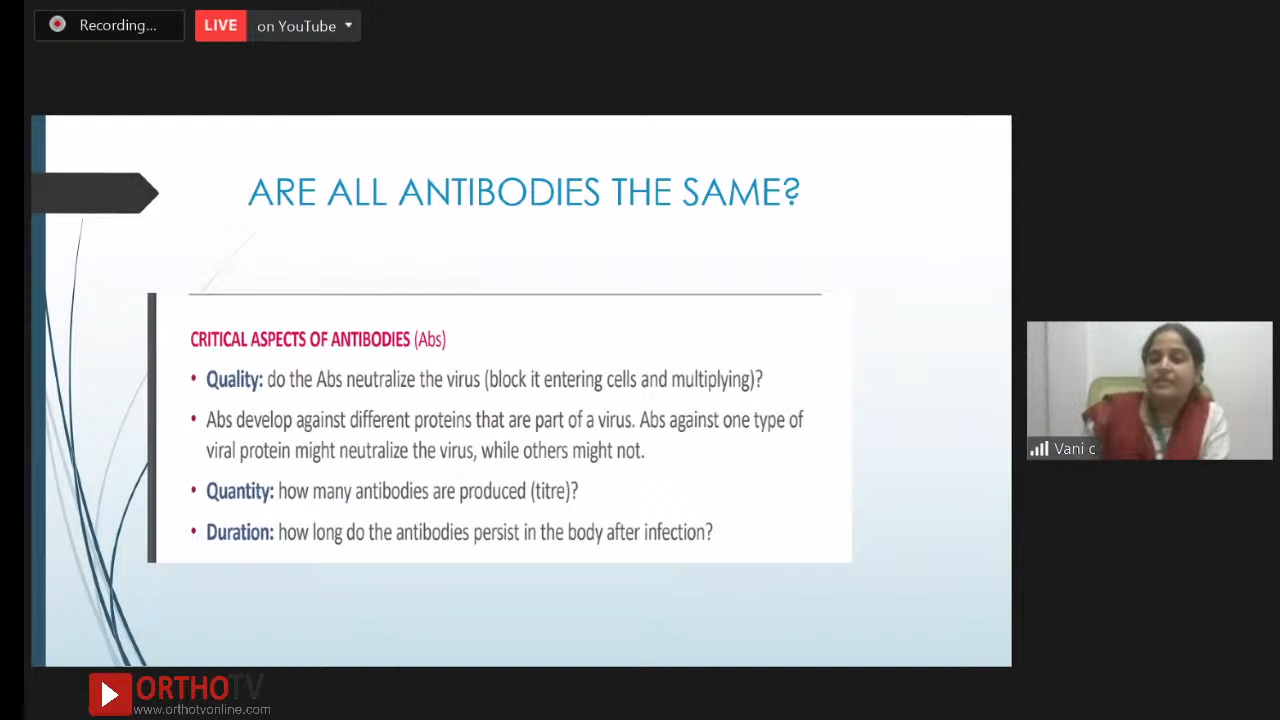 Recording...
LIVE on YouTube
ARE ALL ANTIBODIES THE SAME?
CRITICAL ASPECTS OF ANTIBODIES (Abs)
• Quality: do the Abs neutralize the virus (block it entering cells and multiplying)?
• Abs develop against different proteins that are part of a virus. Abs against one type of
viral protein might neutralize the virus, while others might not.
• Quantity: how many antibodies are produced (titre)?
• Duration: how long do the antibodies persist in the body after infection?
Vani c
ORTHOTV
www.orthotvonline.com